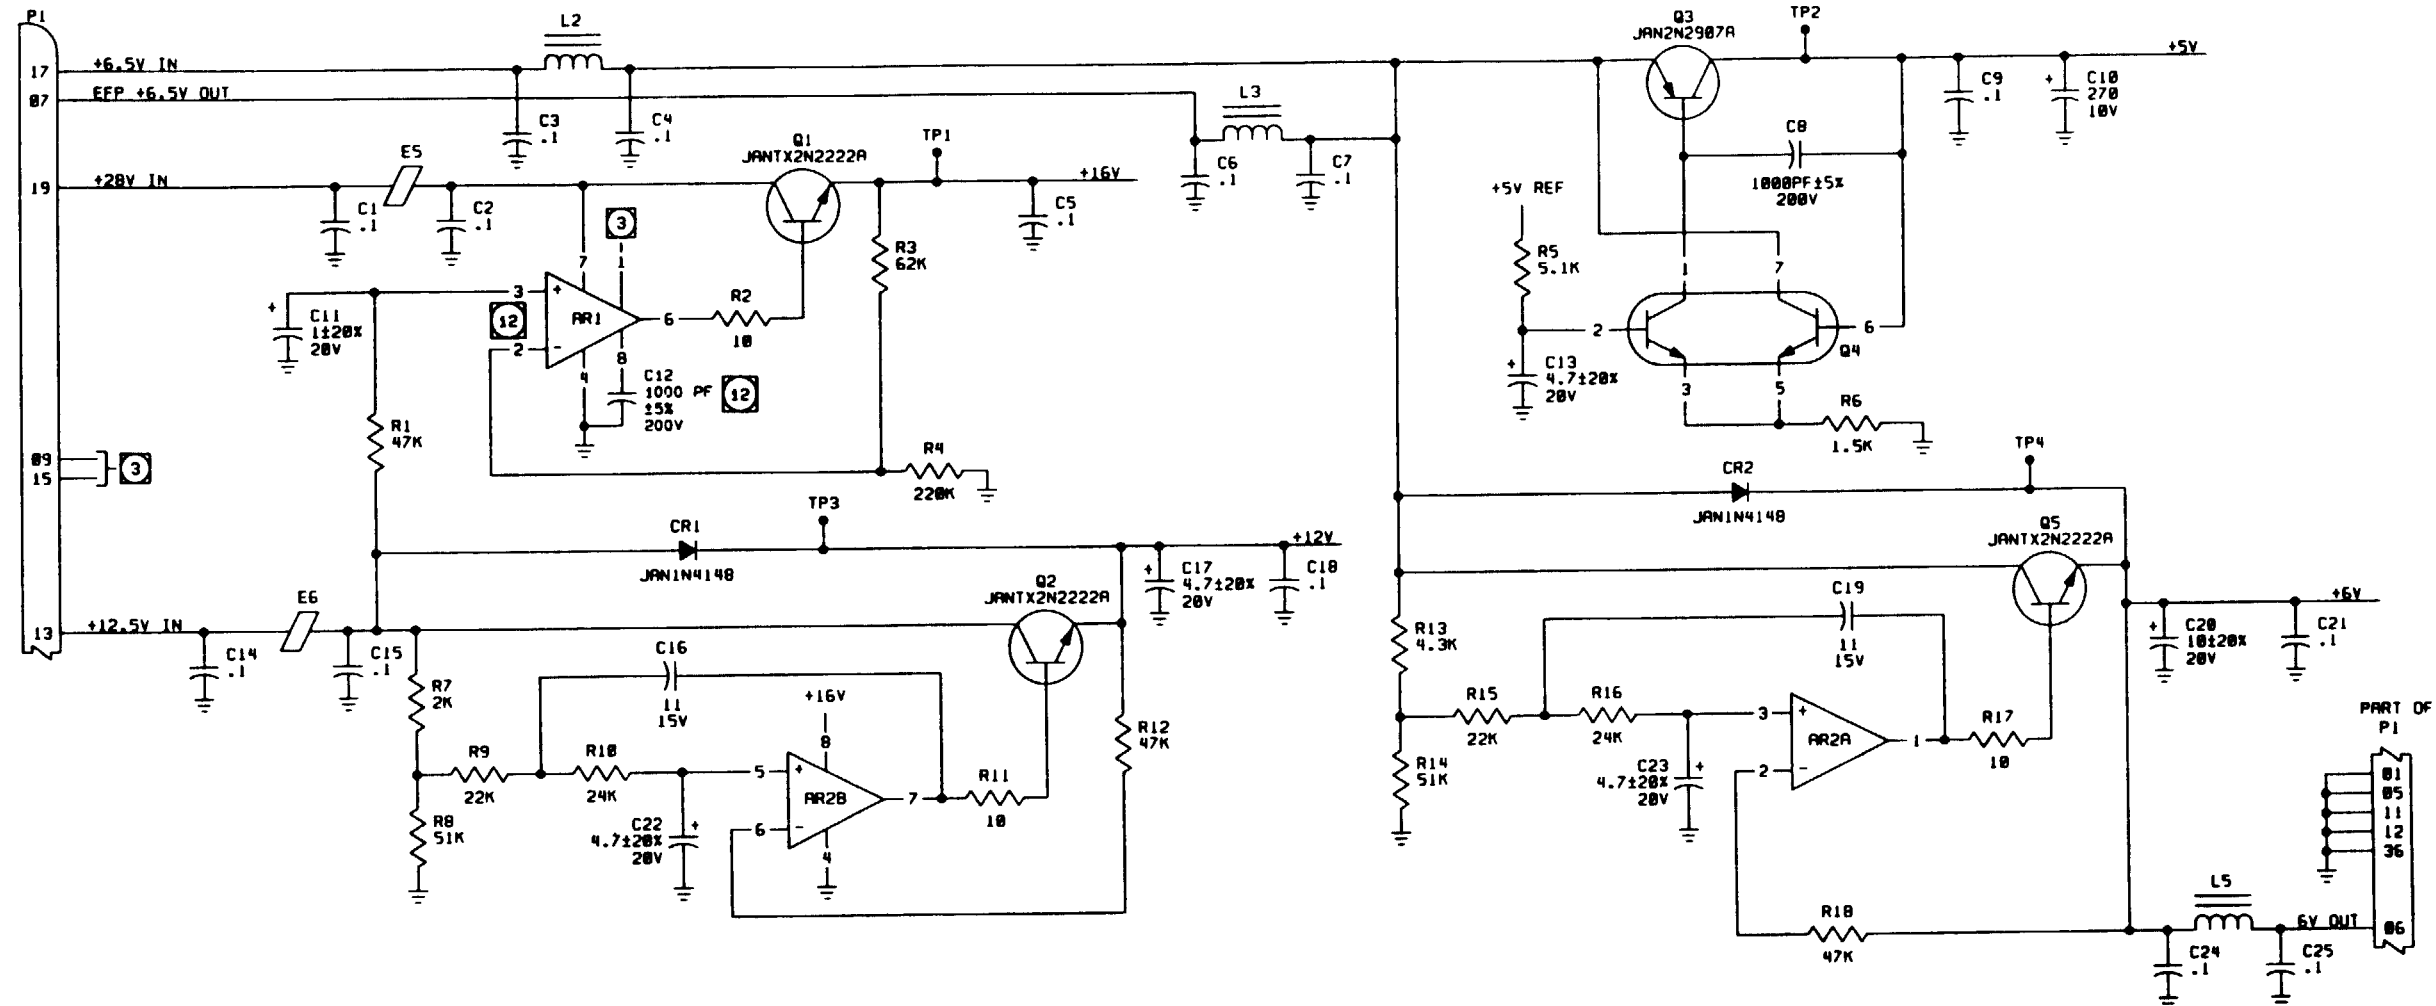 P1
17
+6.5V IN
07
EFP +6.5V OUT
L2
C3
.1
C4
.1
L3
C6
.1
C7
.1
19
+28V IN
E5
C1
.1
C2
.1
Q1
JANTX2N2222A
TP1
+16V
C5
.1
3
7
1
R3
62K
+
C11
1±20%
20V
3
+
12
AR1
2
-
6
R2
10
8
4
C12
1000 PF
±5%
200V
12
R1
47K
R4
220K
09
15
3
TP3
CR1
JAN1N4148
+12V
+
C17
4.7±20%
20V
C18
.1
13
+12.5V IN
E6
C14
.1
C15
.1
Q2
JANTX2N2222A
R7
2K
C16
11
15V
+16V
8
R12
47K
R9
22K
R10
24K
5
+
AR2B
7
R11
10
6
-
4
R8
51K
C22
+
4.7±20%
20V
Q3
JAN2N2907A
TP2
+5V
C9
.1
+
C10
270
10V
C8
1000PF±5%
200V
+5V REF
R5
5.1K
1
7
2
6
Q4
+
C13
4.7±20%
20V
3
5
R6
1.5K
TP4
CR2
JAN1N4148
Q5
JANTX2N2222A
C19
11
15V
+6V
+
C20
10±20%
20V
C21
.1
R13
4.3K
R15
22K
R16
24K
3
+
AR2A
1
R17
10
2
-
R14
51K
C23
+
4.7±20%
20V
R18
47K
PART OF
P1
01
05
11
12
36
L5
6V OUT
06
C24
.1
C25
.1